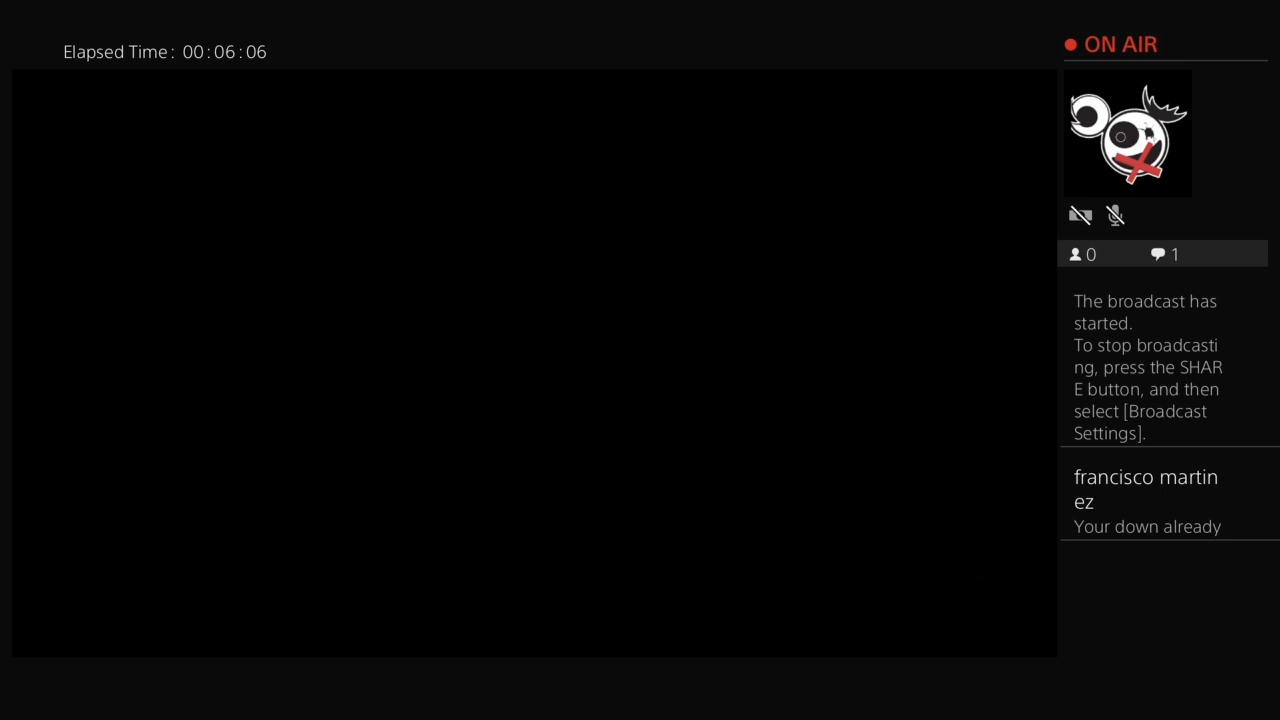 Elapsed Time: 00:06:06
ON AIR
0 1
The broadcast has
started.
To stop broadcasti
ng, press the SHAR
E button, and then
select [Broadcast
Settings].
francisco martin
ez
Your down already